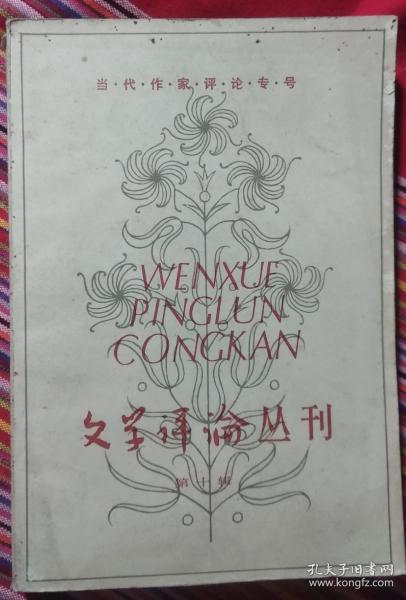 当·代·作·家·评·论·专·号
WENXUE
PINGLUN
CONGKAN
文学评论丛刊
第十辑
孔夫子旧书网
www.kongfz.com